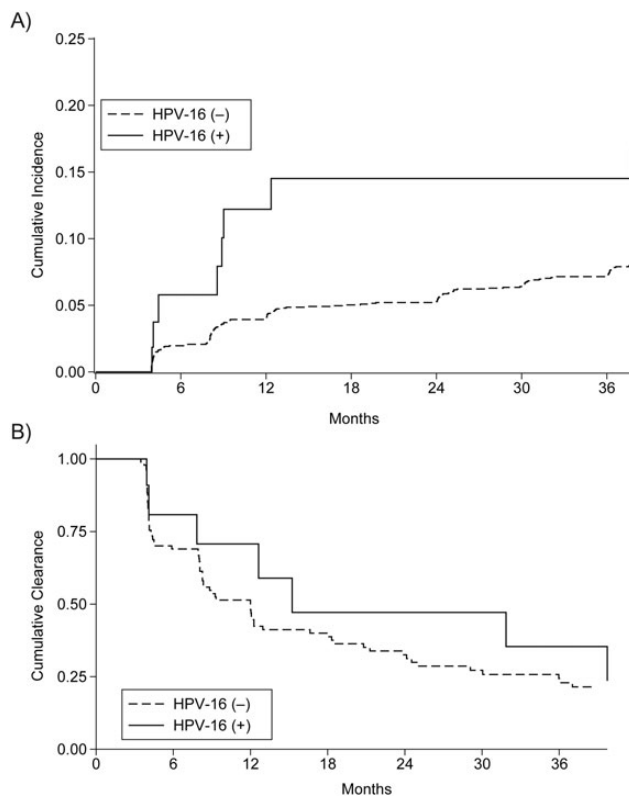 A)
0.25
0.20
HPV-16 (–)
HPV-16 (+)
0.15
Cumulative Incidence
0.10
0.05
0.00
0 6 12 18 24 30 36
Months
B)
1.00
0.75
Cumulative Clearance
0.50
0.25
HPV-16 (–)
HPV-16 (+)
0.00
0 6 12 18 24 30 36
Months